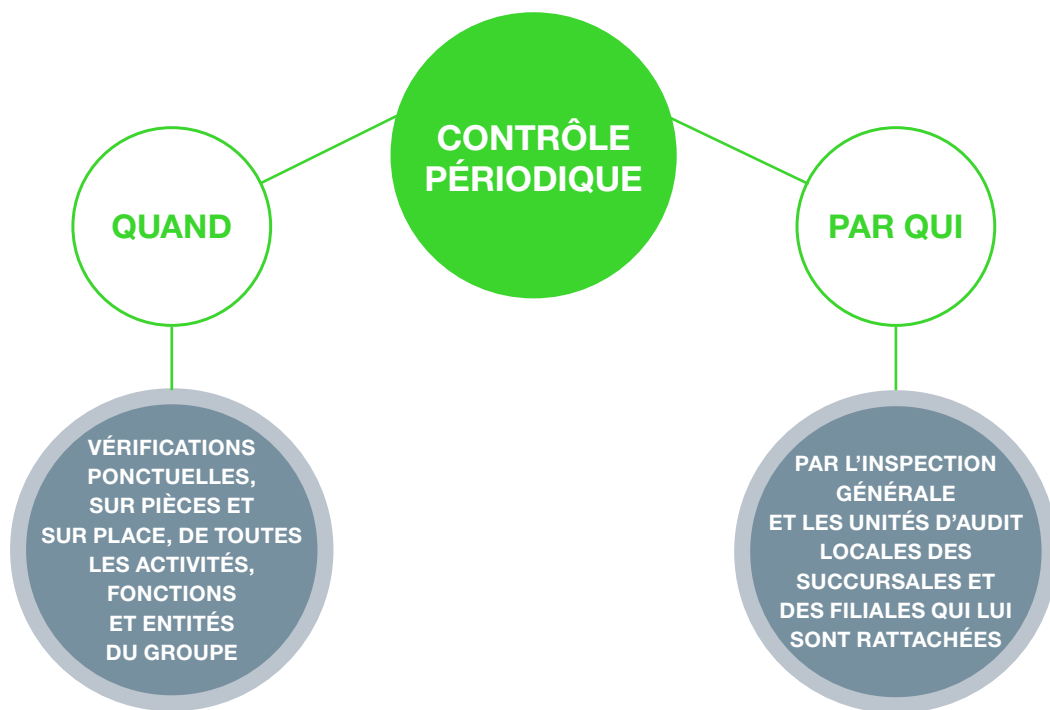 CONTRÔLE
PÉRIODIQUE
QUAND
PAR QUI
VÉRIFICATIONS
PONCTUELLES,
SUR PIÈCES ET
SUR PLACE, DE TOUTES
LES ACTIVITÉS,
FONCTIONS
ET ENTITÉS
DU GROUPE
PAR L’INSPECTION
GÉNÉRALE
ET LES UNITÉS D’AUDIT
LOCALES DES
SUCCURSALES ET
DES FILIALES QUI LUI
SONT RATTACHÉES